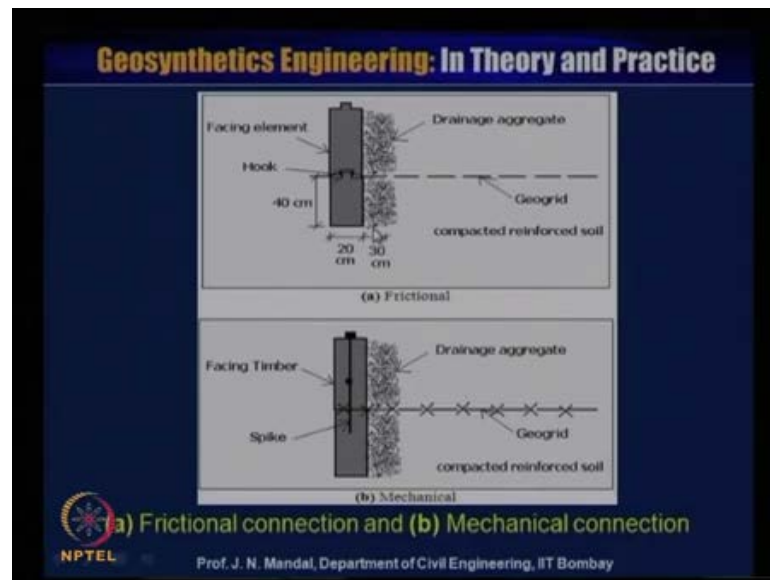 Geosynthetics Engineering: In Theory and Practice
Facing element
Drainage aggregate
Hook
40 cm
Geogrid
compacted reinforced soil
20 cm
30 cm
(a) Frictional
Facing Timber
Drainage aggregate
Spike
Geogrid
compacted reinforced soil
(b) Mechanical
(a) Frictional connection and (b) Mechanical connection
NPTEL
Prof. J. N. Mandal, Department of Civil Engineering, IIT Bombay